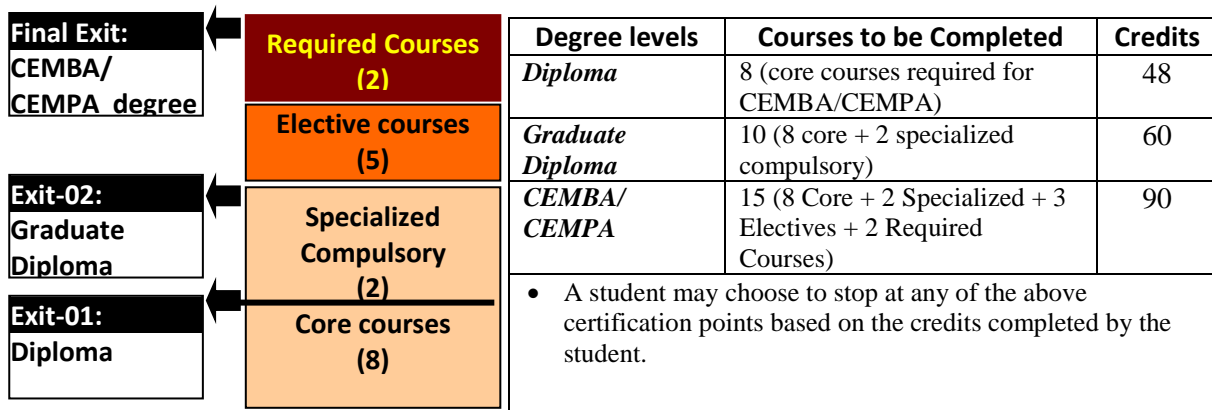 Final Exit:
CEMBA/
CEMPA degree
Exit-02:
Graduate
Diploma
Exit-01:
Diploma
Required Courses
(2)
Elective courses
(5)
Specialized
Compulsory
(2)
Core courses
(8)
Degree levels Courses to be Completed Credits
Diploma 8 (core courses required for 48
CEMBA/CEMPA)
Graduate 10 (8 core + 2 specialized 60
Diploma compulsory)
CEMBA/ 15 (8 Core + 2 Specialized + 3 90
CEMPA Electives + 2 Required
Courses)
• A student may choose to stop at any of the above
certification points based on the credits completed by the
student.